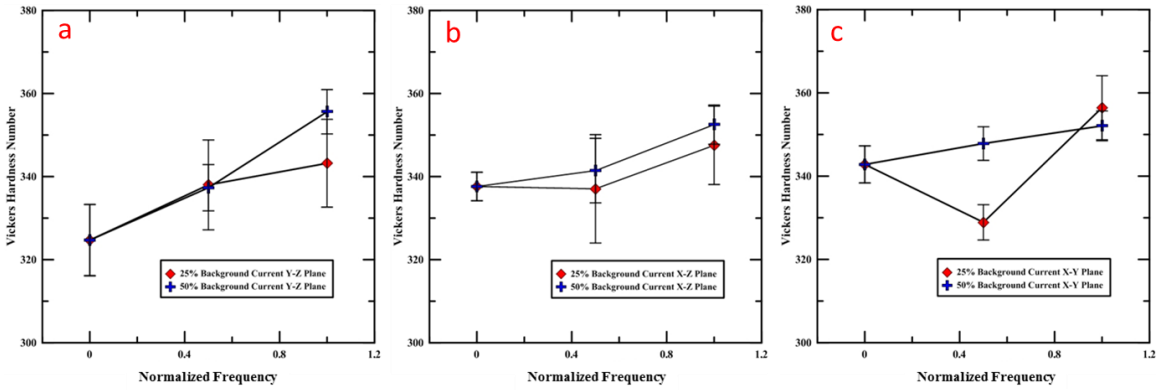 a
380
360
340
320
300
Vickers Hardness Number
25% Background Current Y-Z Plane
50% Background Current Y-Z Plane
0 0.4 0.8 1.2
Normalized Frequency
b
380
360
340
320
300
Vickers Hardness Number
25% Background Current X-Z Plane
50% Background Current X-Z Plane
0 0.4 0.8 1.2
Normalized Frequency
c
380
360
340
320
300
Vickers Hardness Number
25% Background Current X-Y Plane
50% Background Current X-Y Plane
0 0.4 0.8 1.2
Normalized Frequency